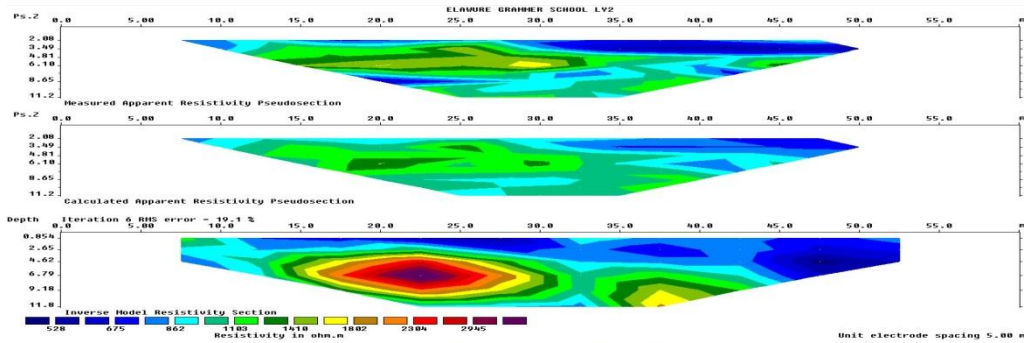 ELAWURE GRAMMER SCHOOL LY2
Ps.Z 0.0 5.00 10.0 15.0 20.0 25.0 30.0 35.0 40.0 45.0 50.0 55.0 m
2.08
3.49
4.81
6.10
8.65
11.2
Measured Apparent Resistivity Pseudosection
Ps.Z 0.0 5.00 10.0 15.0 20.0 25.0 30.0 35.0 40.0 45.0 50.0 55.0 m
2.08
3.49
4.81
6.10
8.65
11.2
Calculated Apparent Resistivity Pseudosection
Depth Iteration 6 RMS error = 19.1 %
0.0 5.00 10.0 15.0 20.0 25.0 30.0 35.0 40.0 45.0 50.0 55.0 m
0.854
2.65
4.62
6.79
9.18
11.8
Inverse Model Resistivity Section
528 675 862 1103 1410 1802 2304 2945
Resistivity in ohm.m Unit electrode spacing 5.00 m